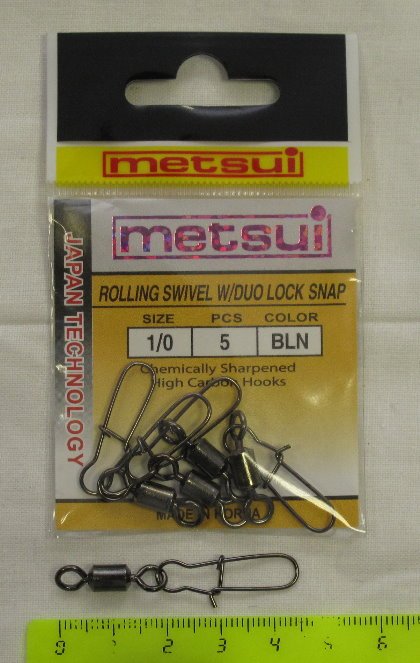 metsui
metsui
JAPAN TECHNOLOGY
ROLLING SWIVEL W/DUO LOCK SNAP
SIZE PCS COLOR
1/0 5 BLN
Chemically Sharpened
High Carbon Hooks
MADE IN KOREA
0 1 2 3 4 5 6